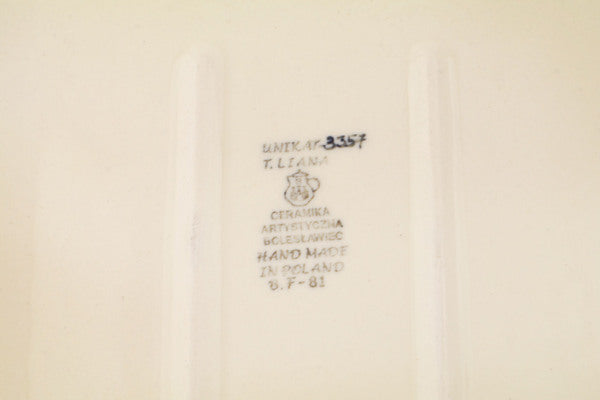 UNIKAT 3357
T. LIANA
CERAMIKA
ARTYSTYCZNA
BOLESŁAWIEC
HAND MADE
IN POLAND
B.F-81